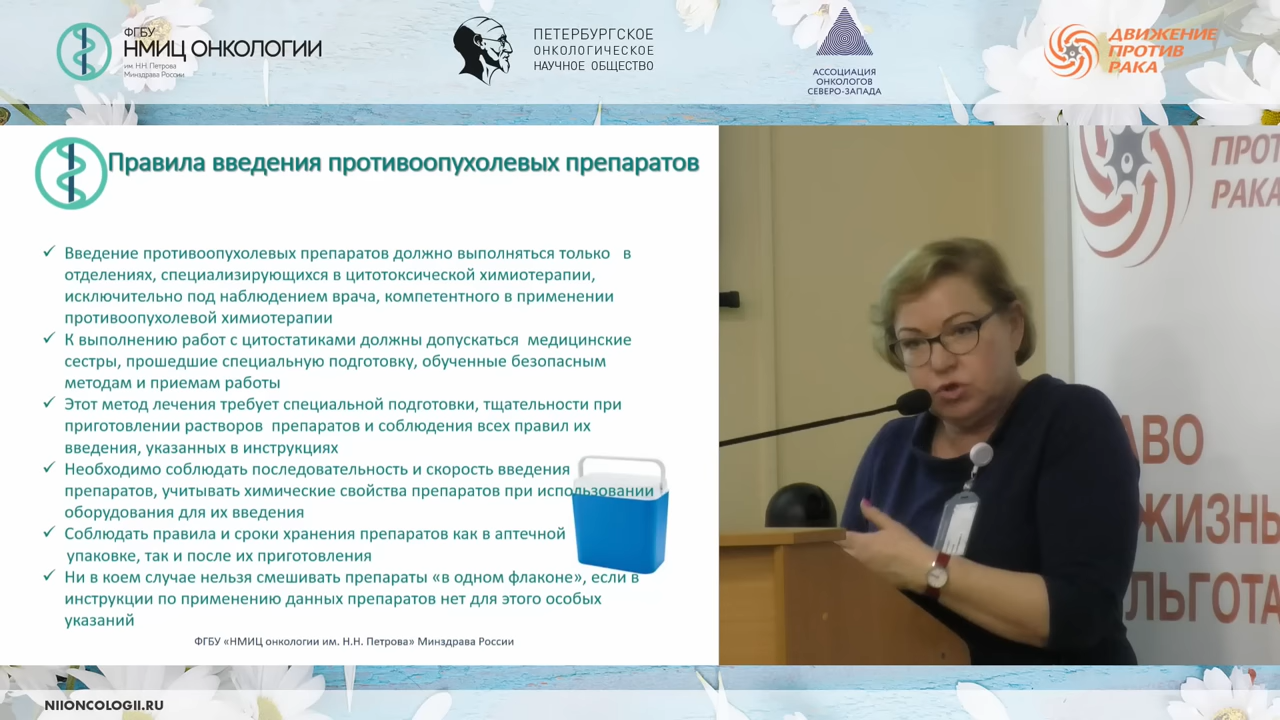 ФГБУ
НМИЦ ОНКОЛОГИИ
им. Н.Н. Петрова
Минздрава России
ПЕТЕРБУРГСКОЕ
ОНКОЛОГИЧЕСКОЕ
НАУЧНОЕ ОБЩЕСТВО
АССОЦИАЦИЯ
ОНКОЛОГОВ
СЕВЕРО-ЗАПАДА
ДВИЖЕНИЕ
ПРОТИВ
РАКА
Правила введения противоопухолевых препаратов
✓ Введение противоопухолевых препаратов должно выполняться только в
отделениях, специализирующихся в цитотоксической химиотерапии,
исключительно под наблюдением врача, компетентного в применении
противоопухолевой химиотерапии
✓ К выполнению работ с цитостатиками должны допускаться медицинские
сестры, прошедшие специальную подготовку, обученные безопасным
методам и приемам работы
✓ Этот метод лечения требует специальной подготовки, тщательности при
приготовлении растворов препаратов и соблюдения всех правил их
введения, указанных в инструкциях
✓ Необходимо соблюдать последовательность и скорость введения
препаратов, учитывать химические свойства препаратов при использовании
оборудования для их введения
✓ Соблюдать правила и сроки хранения препаратов как в аптечной
упаковке, так и после их приготовления
✓ Ни в коем случае нельзя смешивать препараты «в одном флаконе», если в
инструкции по применению данных препаратов нет для этого особых
указаний
ФГБУ «НМИЦ онкологии им. Н.Н. Петрова» Минздрава России
ПРОТ
РАКА
АВО
ЖИЗНЬ
ЛЬГОТА
NIIONCOLOGII.RU